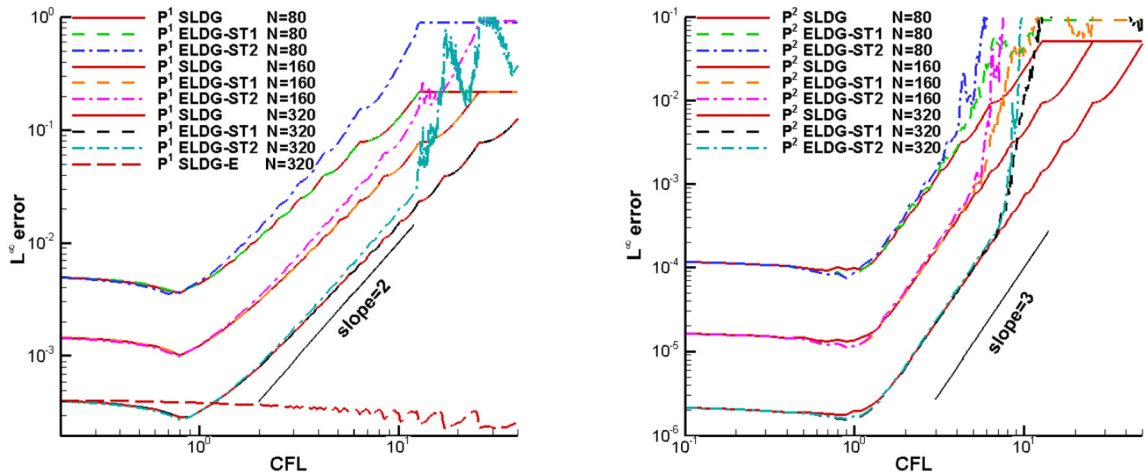 10⁰
10⁻¹
10⁻²
10⁻³
L^∞ error
P¹ SLDG N=80
P¹ ELDG-ST1 N=80
P¹ ELDG-ST2 N=80
P¹ SLDG N=160
P¹ ELDG-ST1 N=160
P¹ ELDG-ST2 N=160
P¹ SLDG N=320
P¹ ELDG-ST1 N=320
P¹ ELDG-ST2 N=320
P¹ SLDG-E N=320
slope=2
10⁰
10¹
CFL
10⁻¹
10⁻²
10⁻³
10⁻⁴
10⁻⁵
10⁻⁶
L^∞ error
P² SLDG N=80
P² ELDG-ST1 N=80
P² ELDG-ST2 N=80
P² SLDG N=160
P² ELDG-ST1 N=160
P² ELDG-ST2 N=160
P² SLDG N=320
P² ELDG-ST1 N=320
P² ELDG-ST2 N=320
slope=3
10⁻¹
10⁰
10¹
CFL